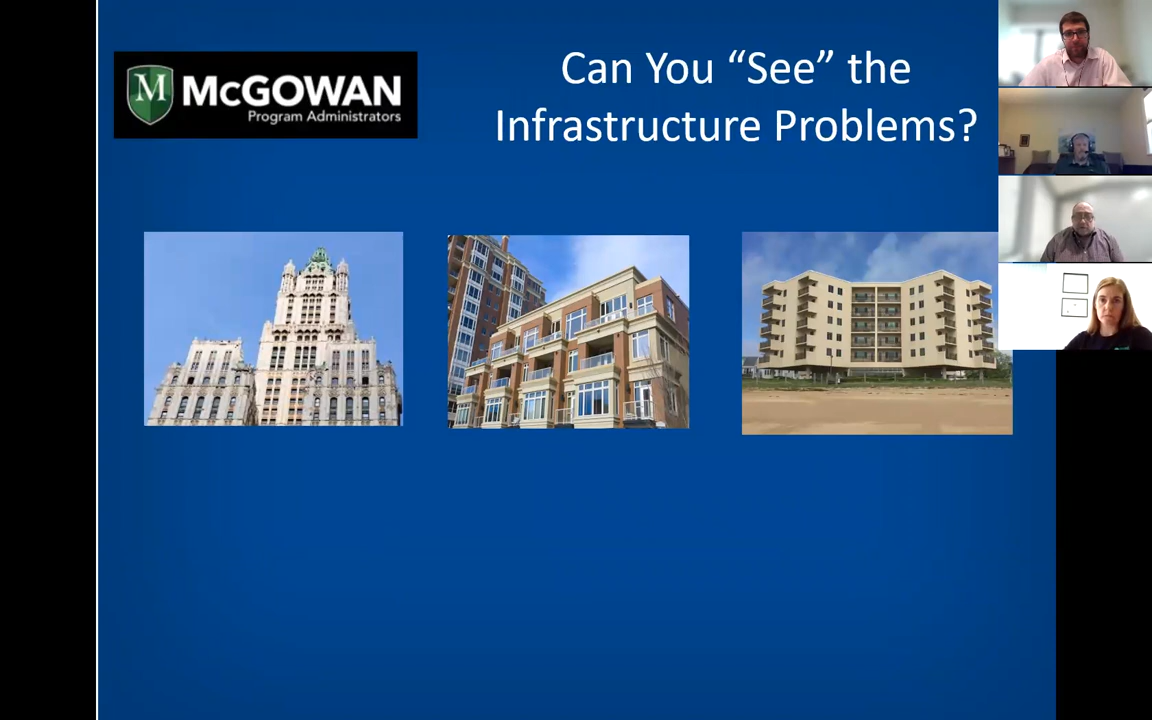 McGOWAN
Program Administrators
Can You “See” the
Infrastructure Problems?